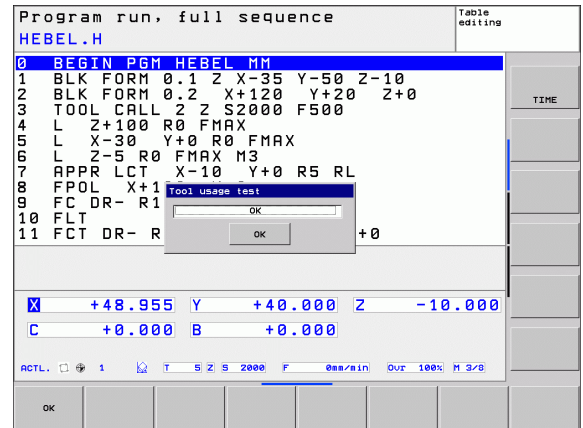 Program run, full sequence
Table
editing
HEBEL.H
0 BEGIN PGM HEBEL MM
1 BLK FORM 0.1 Z X-35 Y-50 Z-10
2 BLK FORM 0.2 X+120 Y+20 Z+0
3 TOOL CALL 2 Z S2000 F500
TIME
4 L Z+100 R0 FMAX
5 L X-30 Y+0 R0 FMAX
6 L Z-5 R0 FMAX M3
7 APPR LCT X-10 Y+0 R5 RL
8 FPOL X+1
Tool usage test
9 FC DR- R1
OK
10 FLT
11 FCT DR- R +0
OK
X +48.955 Y +40.000 Z -10.000
C +0.000 B +0.000
ACTL. 1 T 5 Z S 2000 F 0mm/min Ovr 100% M 3/8
OK